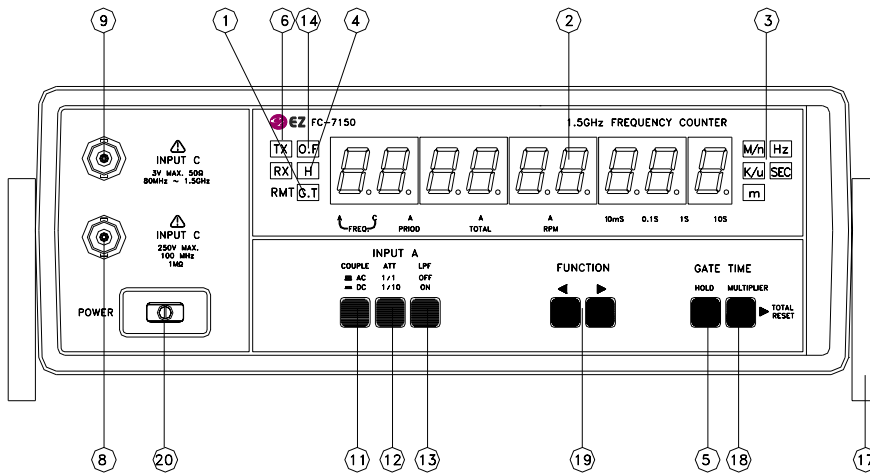 9 1 6 14 4 2 3
EZ FC-7150 1.5GHz FREQUENCY COUNTER
TX O.F M/n Hz
RX H K/u SEC
RMT G.T m
A C A A A 10mS 0.1S 1S 10S
FREQ. PRIOD TOTAL RPM
INPUT C
3V MAX. 50Ω
80MHz ~ 1.5GHz
INPUT C
250V MAX.
100 MHz
1MΩ
POWER
INPUT A
COUPLE ATT LPF
AC 1/1 OFF
DC 1/10 ON
FUNCTION
GATE TIME
HOLD MULTIPLIER
TOTAL
RESET
8 20 11 12 13 19 5 18 17